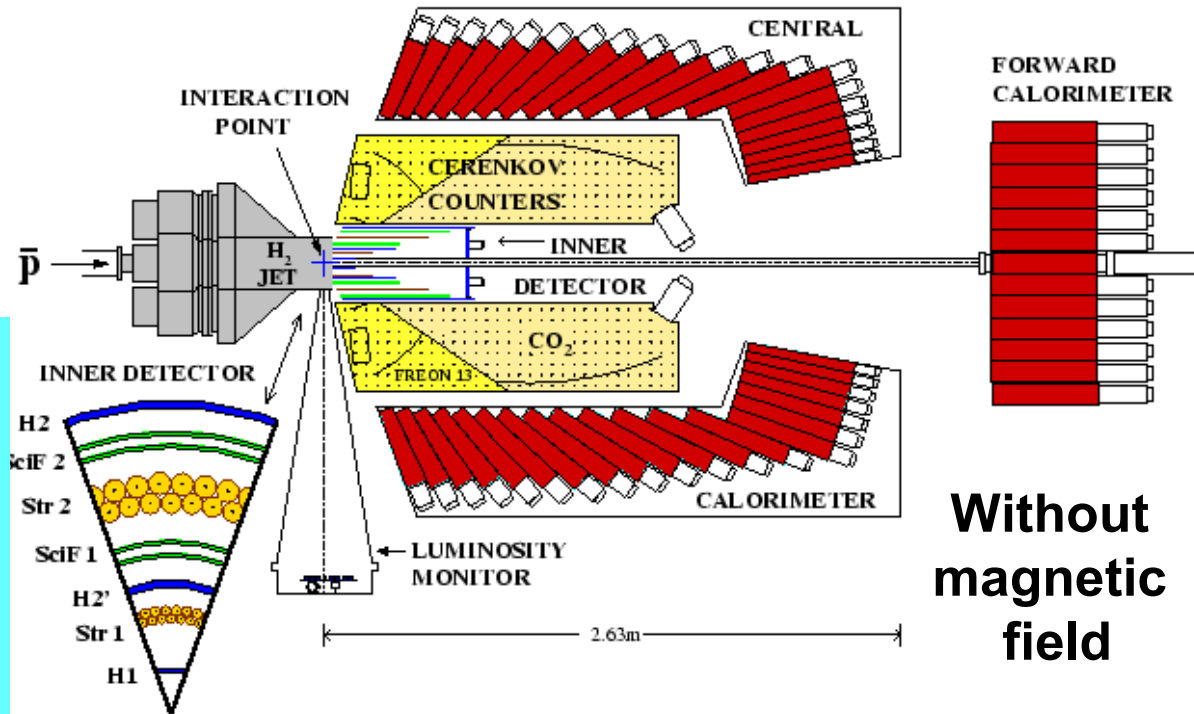 CENTRAL
FORWARD
CALORIMETER
INTERACTION
POINT
CERENKOV
COUNTERS
INNER
DETECTOR
p̅
H₂
JET
CO₂
FREON 13
INNER DETECTOR
H2
SciF 2
Str 2
SciF 1
H2'
Str 1
H1
CALORIMETER
LUMINOSITY
MONITOR
2.63m
Without
magnetic
field